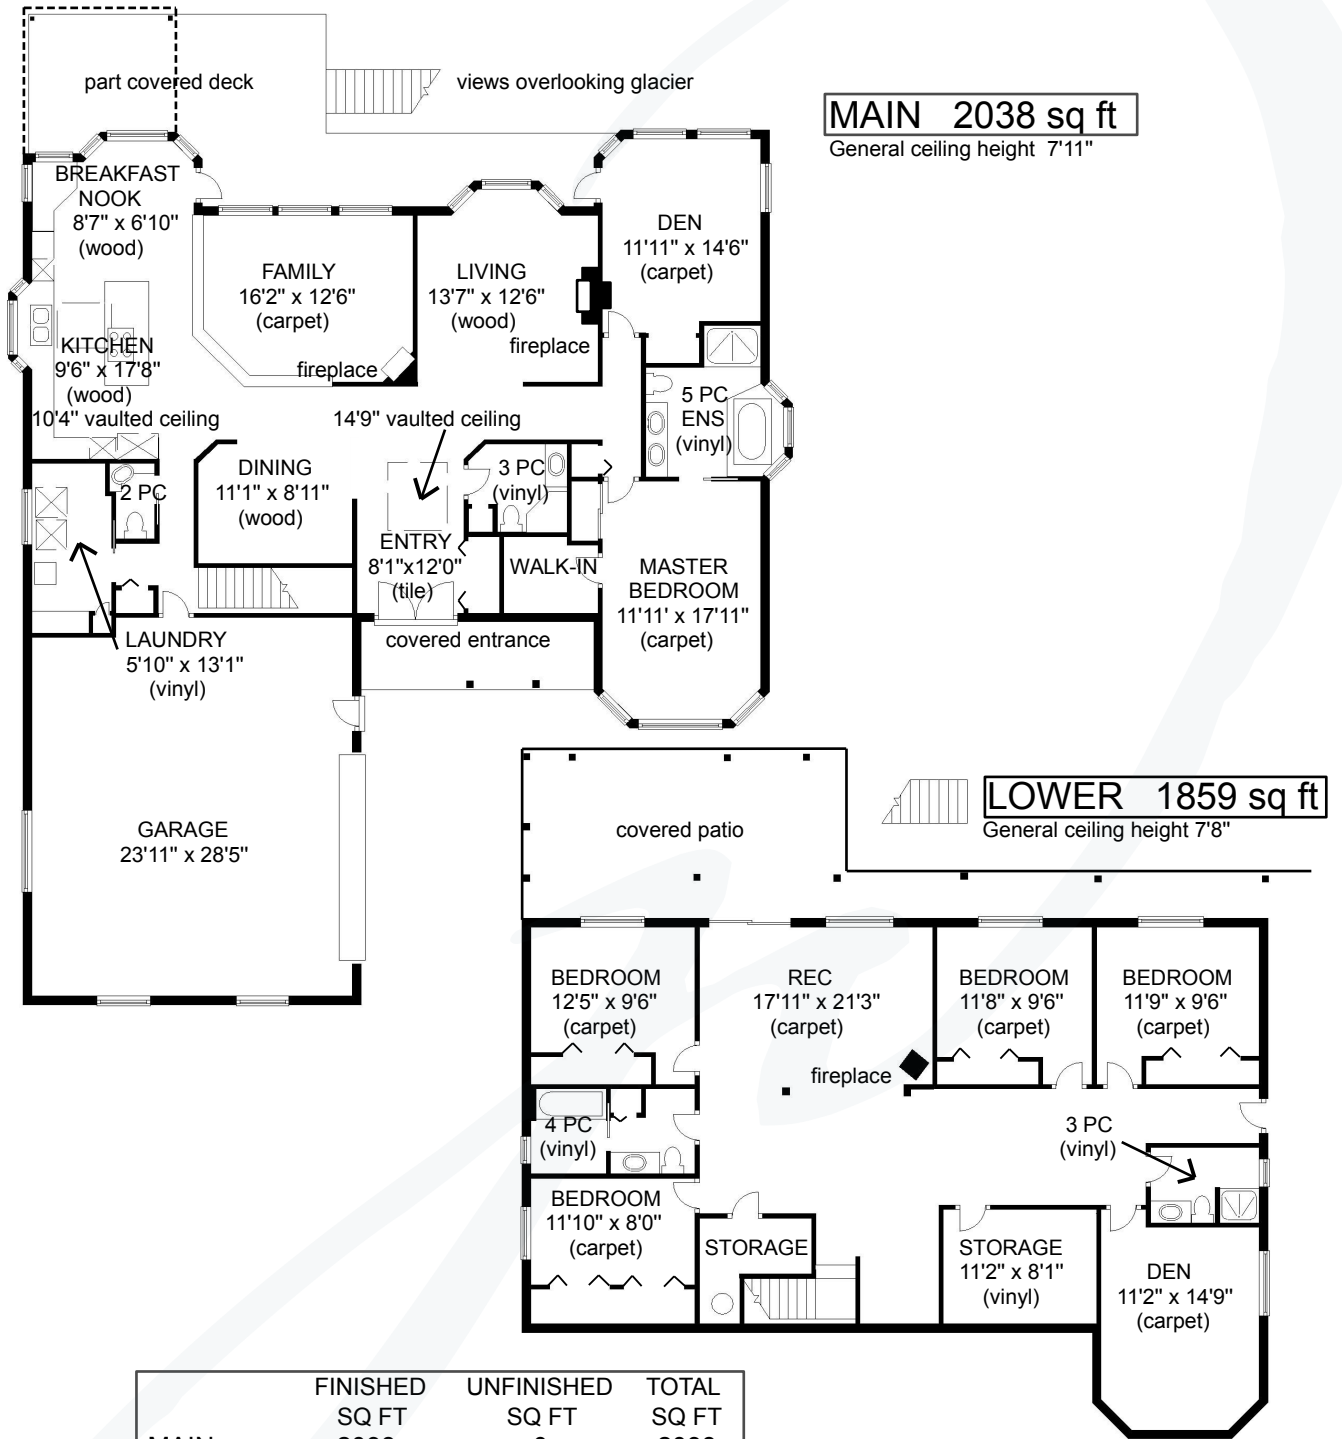 part covered deck
views overlooking glacier
MAIN 2038 sq ft
General ceiling height 7'11"
BREAKFAST
NOOK
8'7" x 6'10"
(wood)
FAMILY
16'2" x 12'6"
(carpet)
fireplace
LIVING
13'7" x 12'6"
(wood)
fireplace
DEN
11'11" x 14'6"
(carpet)
KITCHEN
9'6" x 17'8"
(wood)
10'4" vaulted ceiling
14'9" vaulted ceiling
5 PC
ENS
(vinyl)
DINING
11'1" x 8'11"
(wood)
2 PC
3 PC
(vinyl)
ENTRY
8'1"x12'0"
(tile)
WALK-IN
MASTER
BEDROOM
11'11' x 17'11"
(carpet)
LAUNDRY
5'10" x 13'1"
(vinyl)
covered entrance
GARAGE
23'11" x 28'5"
LOWER 1859 sq ft
General ceiling height 7'8"
covered patio
BEDROOM
12'5" x 9'6"
(carpet)
REC
17'11" x 21'3"
(carpet)
fireplace
BEDROOM
11'8" x 9'6"
(carpet)
BEDROOM
11'9" x 9'6"
(carpet)
4 PC
(vinyl)
3 PC
(vinyl)
BEDROOM
11'10" x 8'0"
(carpet)
STORAGE
STORAGE
11'2" x 8'1"
(vinyl)
DEN
11'2" x 14'9"
(carpet)
FINISHED UNFINISHED TOTAL
SQ FT SQ FT SQ FT